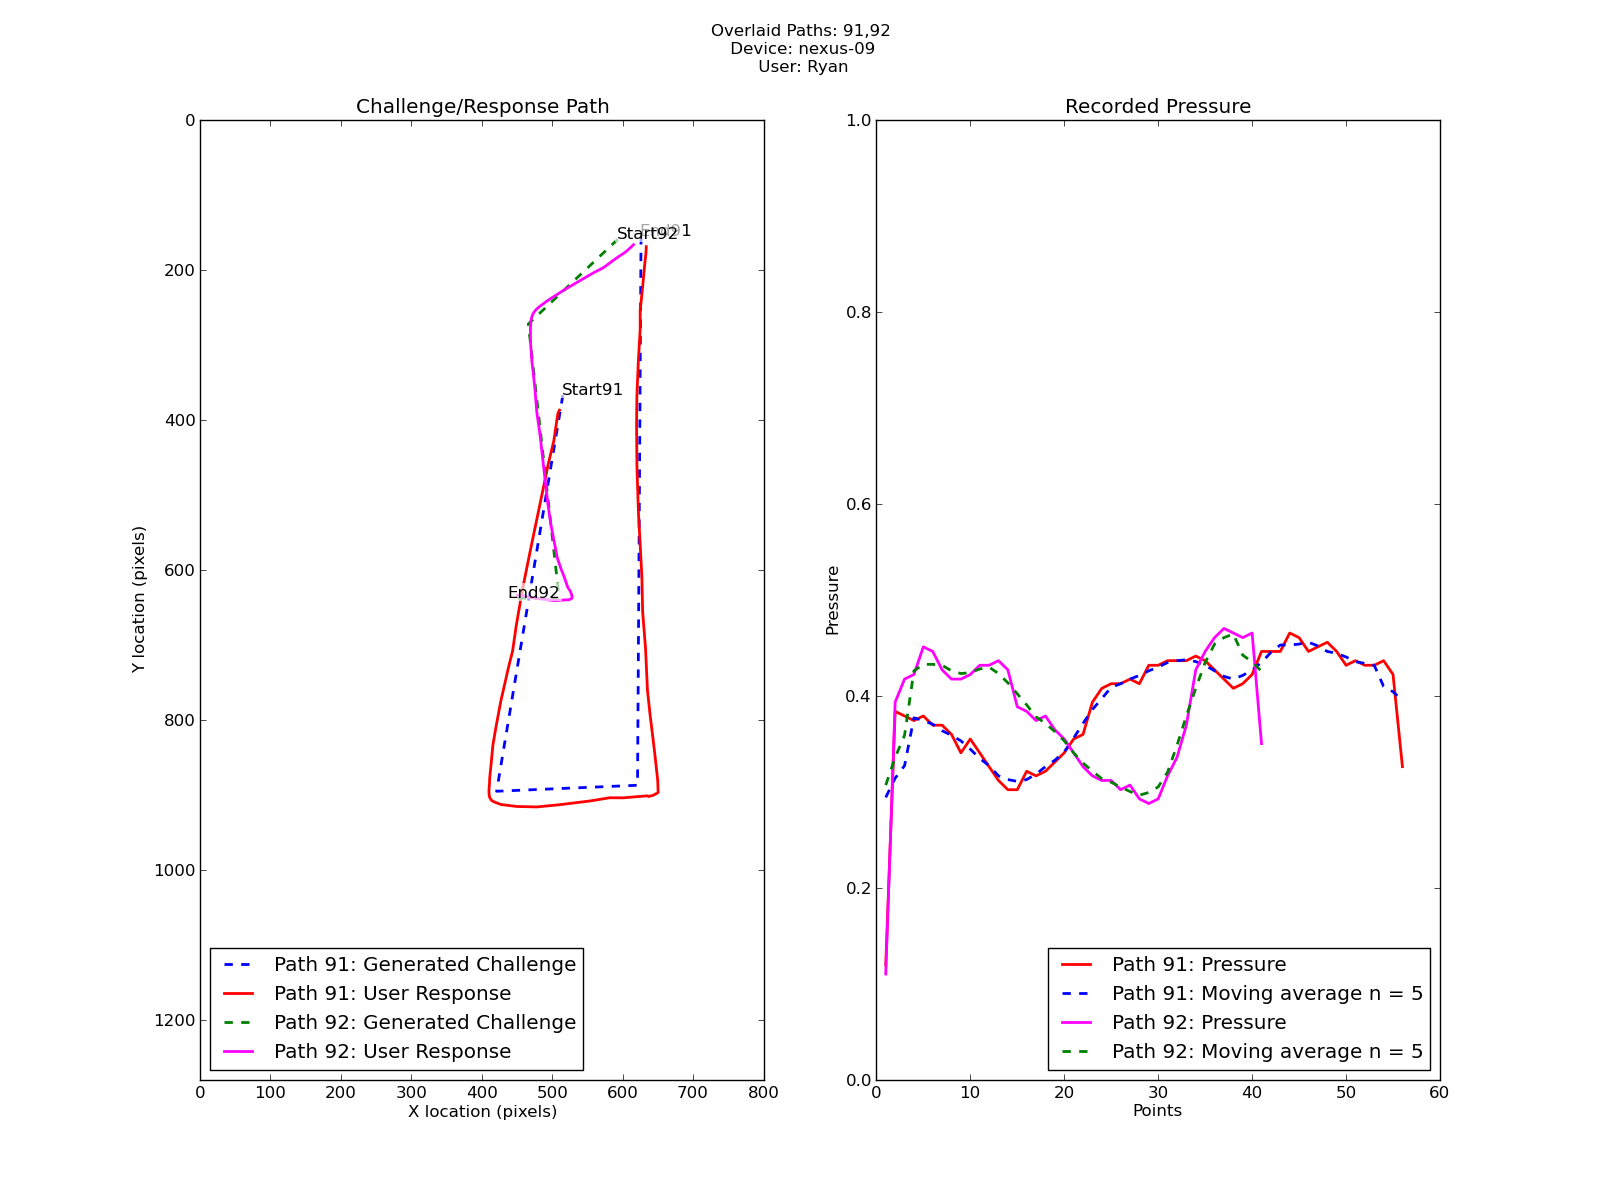 Overlaid Paths: 91,92
Device: nexus-09
User: Ryan
Challenge/Response Path
0
200
400
600
800
1000
1200
Y location (pixels)
Start92
End91
Start91
End92
Path 91: Generated Challenge
Path 91: User Response
Path 92: Generated Challenge
Path 92: User Response
0 100 200 300 400 500 600 700 800
X location (pixels)
Recorded Pressure
1.0
0.8
0.6
0.4
0.2
0.0
Pressure
Path 91: Pressure
Path 91: Moving average n = 5
Path 92: Pressure
Path 92: Moving average n = 5
0 10 20 30 40 50 60
Points